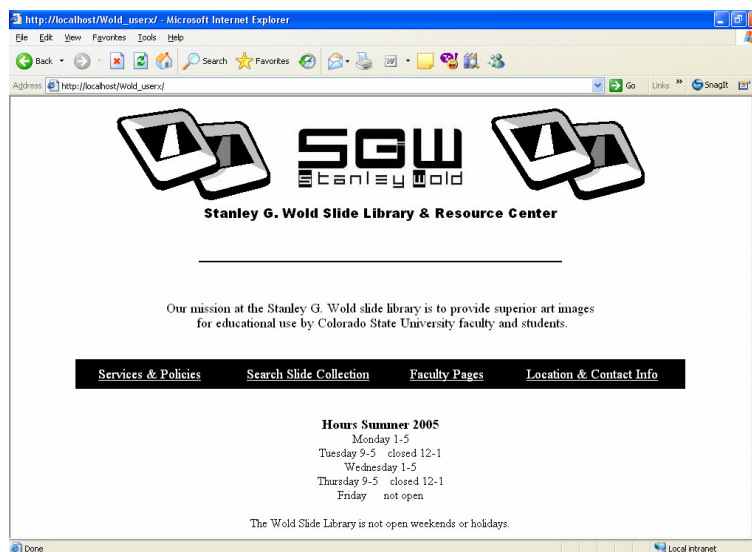 http://localhost/Wold_userx/ - Microsoft Internet Explorer
File Edit View Favorites Tools Help
Back Search Favorites
Address http://localhost/Wold_userx/ Go Links » SnagIt
SGW
Stanley Wold
Stanley G. Wold Slide Library & Resource Center
Our mission at the Stanley G. Wold slide library is to provide superior art images
for educational use by Colorado State University faculty and students.
Services & Policies Search Slide Collection Faculty Pages Location & Contact Info
Hours Summer 2005
Monday 1-5
Tuesday 9-5 closed 12-1
Wednesday 1-5
Thursday 9-5 closed 12-1
Friday not open
The Wold Slide Library is not open weekends or holidays.
Done Local intranet